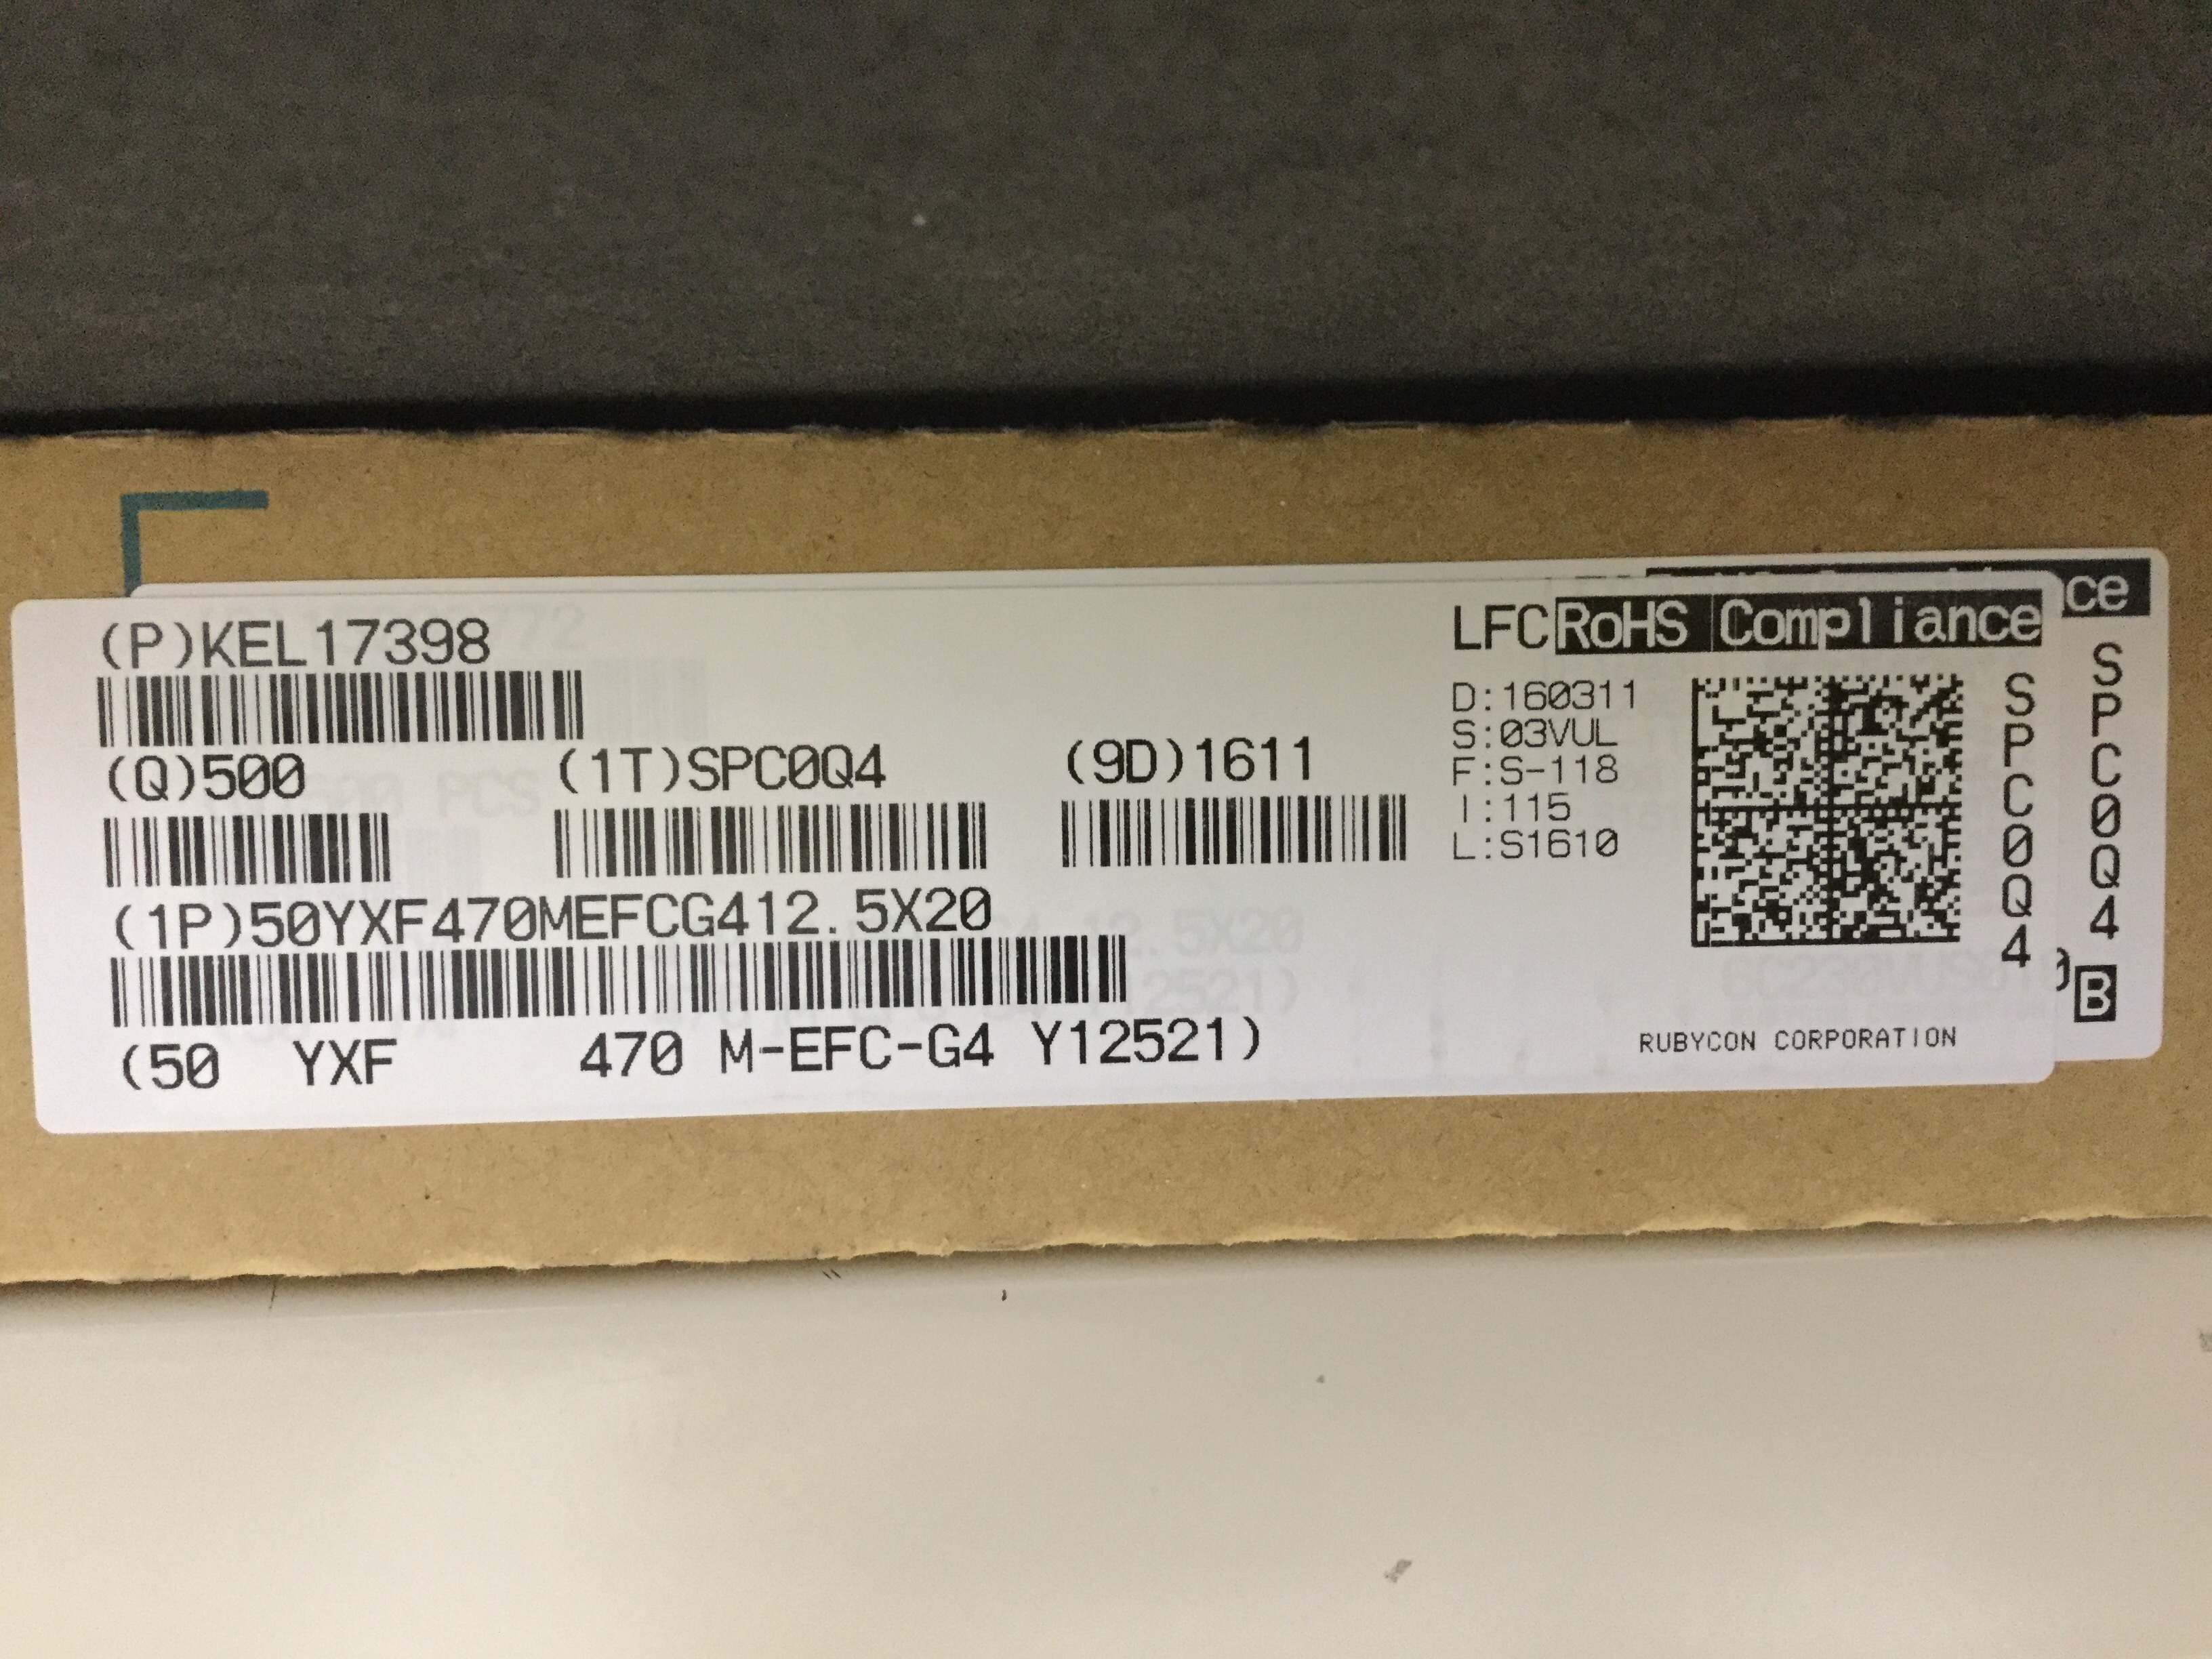 (P)KEL17398
LFC RoHS Compliance
ce
D:160311
S:03VUL
F:S-118
I:115
L:S1610
(Q)500 (1T)SPC0Q4 (9D)1611
(1P)50YXF470MEFCG412.5X20
(50 YXF 470 M-EFC-G4 Y12521)
SPC0Q4
SPC0Q4
B
RUBYCON CORPORATION